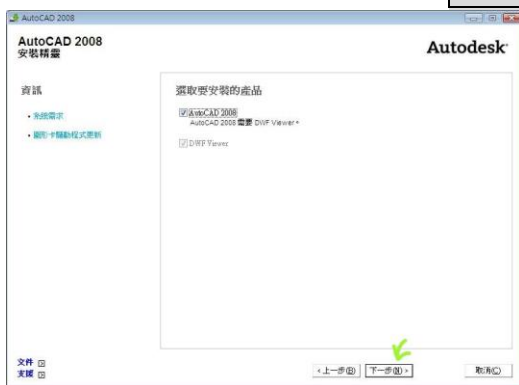 AutoCAD 2008
AutoCAD 2008
安裝精靈
Autodesk
資訊
• 系統需求
• 圖形卡驅動程式更新
選取要安裝的產品
AutoCAD 2008
AutoCAD 2008 需要 DWF Viewer。
DWF Viewer
文件
支援
‹上一步(B)
下一步(N)›
取消(C)